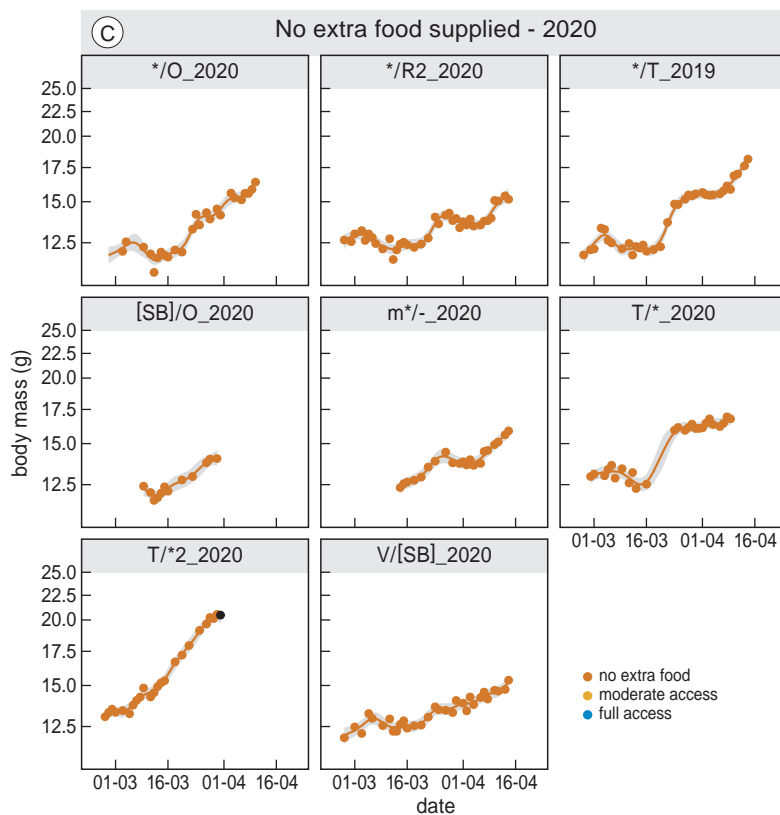 C No extra food supplied - 2020
*/O_2020 */R2_2020 */T_2019
25.0
22.5
20.0
17.5
15.0
12.5
[SB]/O_2020 m*/-_2020 T/*_2020
25.0
22.5
20.0
17.5
15.0
12.5
body mass (g)
01-03 16-03 01-04 16-04
T/*2_2020 V/[SB]_2020
25.0
22.5
20.0
17.5
15.0
12.5
no extra food
moderate access
full access
01-03 16-03 01-04 16-04 01-03 16-03 01-04 16-04
date